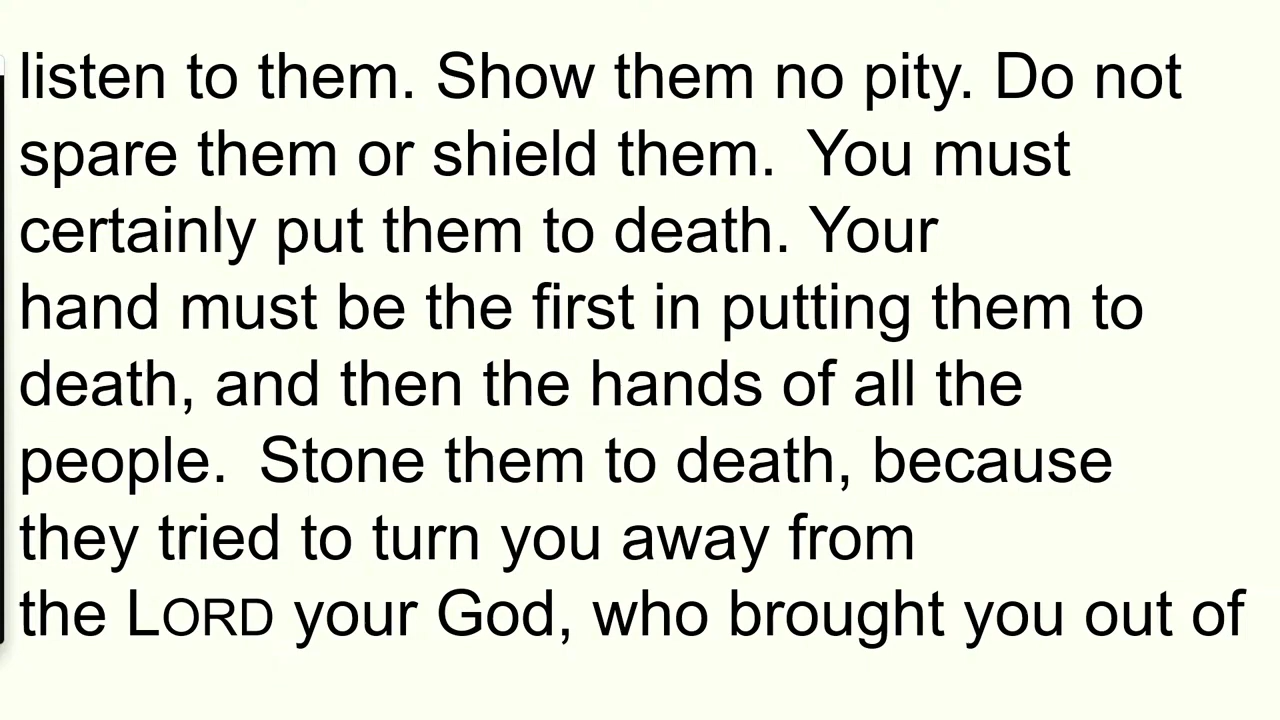 listen to them. Show them no pity. Do not
spare them or shield them.  You must
certainly put them to death. Your
hand must be the first in putting them to
death, and then the hands of all the
people.  Stone them to death, because
they tried to turn you away from
the LORD your God, who brought you out of